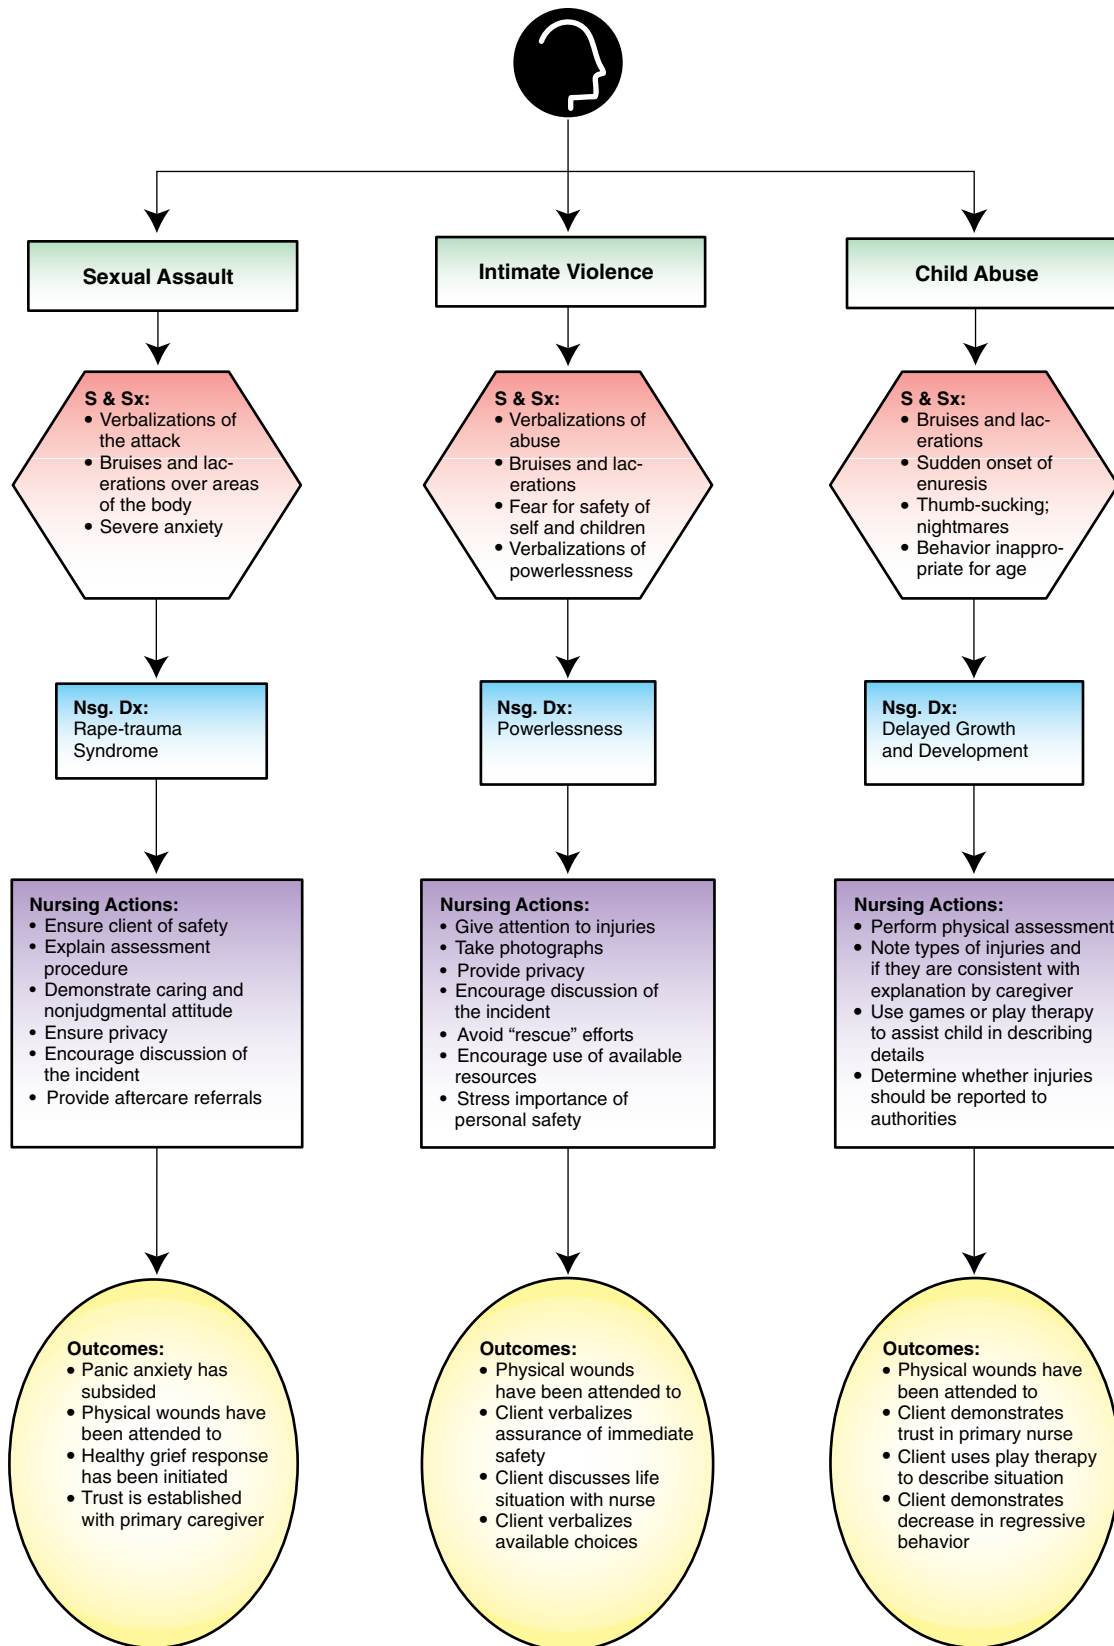 Sexual Assault
S & Sx:
• Verbalizations of
the attack
• Bruises and lac-
erations over areas
of the body
• Severe anxiety
Nsg. Dx:
Rape-trauma
Syndrome
Nursing Actions:
• Ensure client of safety
• Explain assessment
procedure
• Demonstrate caring and
nonjudgmental attitude
• Ensure privacy
• Encourage discussion of
the incident
• Provide aftercare referrals
Outcomes:
• Panic anxiety has
subsided
• Physical wounds have
been attended to
• Healthy grief response
has been initiated
• Trust is established
with primary caregiver
Intimate Violence
S & Sx:
• Verbalizations of
abuse
• Bruises and lac-
erations
• Fear for safety of
self and children
• Verbalizations of
powerlessness
Nsg. Dx:
Powerlessness
Nursing Actions:
• Give attention to injuries
• Take photographs
• Provide privacy
• Encourage discussion of
the incident
• Avoid “rescue” efforts
• Encourage use of available
resources
• Stress importance of
personal safety
Outcomes:
• Physical wounds
have been attended to
• Client verbalizes
assurance of immediate
safety
• Client discusses life
situation with nurse
• Client verbalizes
available choices
Child Abuse
S & Sx:
• Bruises and lac-
erations
• Sudden onset of
enuresis
• Thumb-sucking;
nightmares
• Behavior inappro-
priate for age
Nsg. Dx:
Delayed Growth
and Development
Nursing Actions:
• Perform physical assessment
• Note types of injuries and
if they are consistent with
explanation by caregiver
• Use games or play therapy
to assist child in describing
details
• Determine whether injuries
should be reported to
authorities
Outcomes:
• Physical wounds have
been attended to
• Client demonstrates
trust in primary nurse
• Client uses play therapy
to describe situation
• Client demonstrates
decrease in regressive
behavior